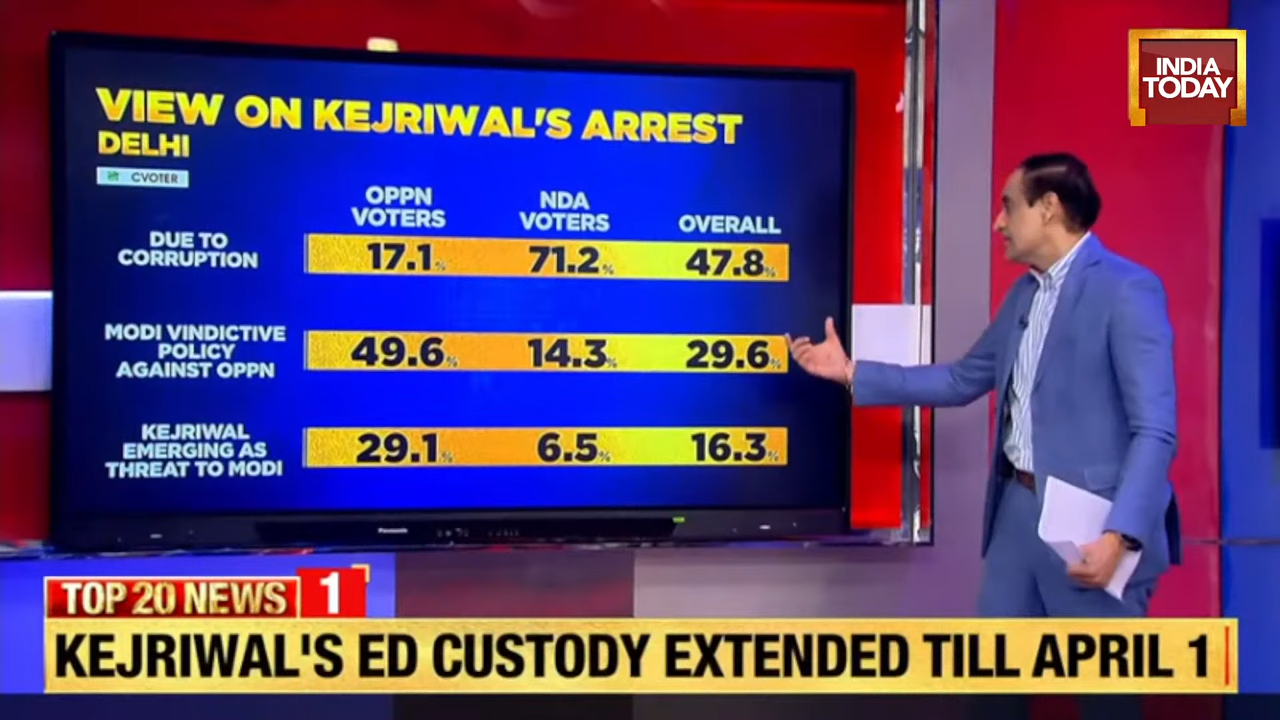 INDIA
TODAY
VIEW ON KEJRIWAL'S ARREST
DELHI
CVOTER
OPPN
VOTERS
NDA
VOTERS
OVERALL
DUE TO
CORRUPTION
17.1% 71.2% 47.8%
MODI VINDICTIVE
POLICY
AGAINST OPPN
49.6% 14.3% 29.6%
KEJRIWAL
EMERGING AS
THREAT TO MODI
29.1% 6.5% 16.3%
Panasonic
TOP 20 NEWS 1
KEJRIWAL'S ED CUSTODY EXTENDED TILL APRIL 1